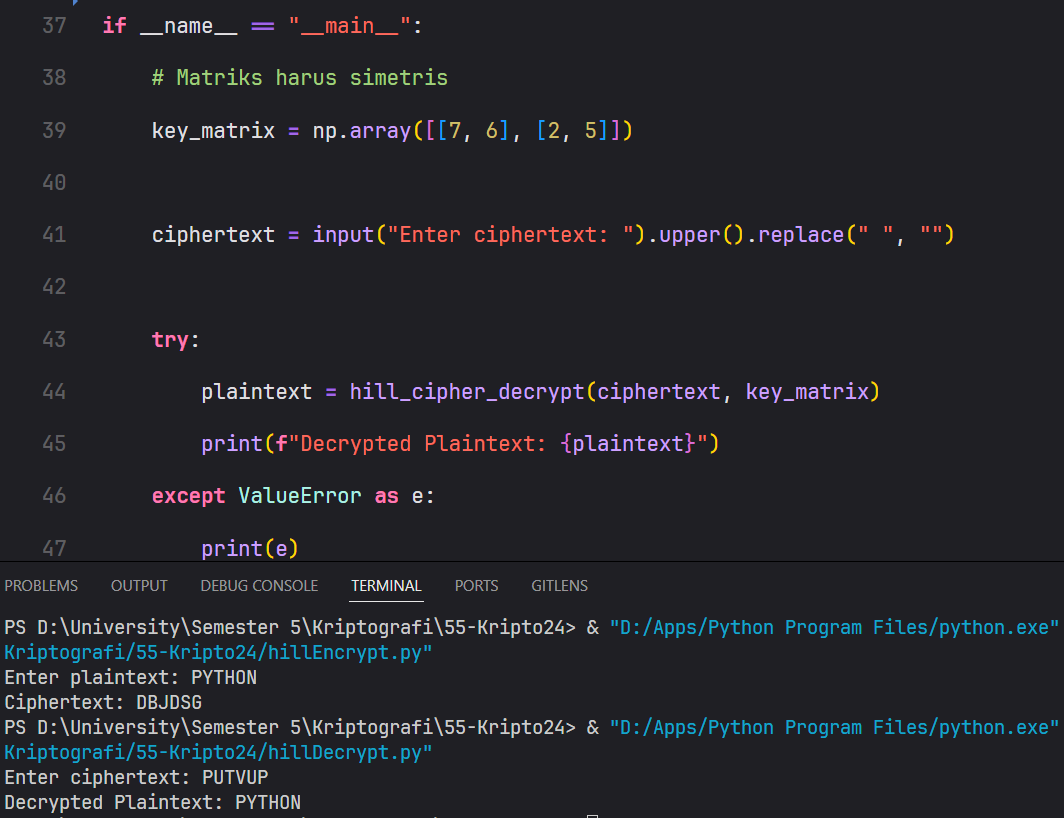 37 if __name__ == "__main__":
38 # Matriks harus simetris
39 key_matrix = np.array([[7, 6], [2, 5]])
40
41 ciphertext = input("Enter ciphertext: ").upper().replace(" ", "")
42
43 try:
44 plaintext = hill_cipher_decrypt(ciphertext, key_matrix)
45 print(f"Decrypted Plaintext: {plaintext}")
46 except ValueError as e:
47 print(e)
PROBLEMS OUTPUT DEBUG CONSOLE TERMINAL PORTS GITLENS
PS D:\University\Semester 5\Kriptografi\55-Kripto24> & "D:/Apps/Python Program Files/python.exe"
Kriptografi/55-Kripto24/hillEncrypt.py"
Enter plaintext: PYTHON
Ciphertext: DBJDSG
PS D:\University\Semester 5\Kriptografi\55-Kripto24> & "D:/Apps/Python Program Files/python.exe"
Kriptografi/55-Kripto24/hillDecrypt.py"
Enter ciphertext: PUTVUP
Decrypted Plaintext: PYTHON